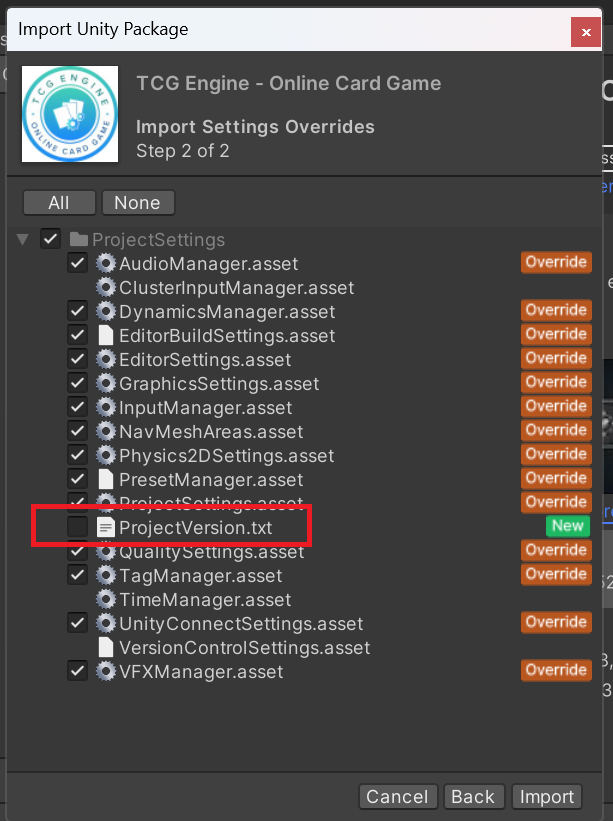 Import Unity Package
TCG ENGINE
ONLINE CARD GAME
TCG Engine - Online Card Game
Import Settings Overrides
Step 2 of 2
All None
ProjectSettings
AudioManager.asset Override
ClusterInputManager.asset
DynamicsManager.asset Override
EditorBuildSettings.asset Override
EditorSettings.asset Override
GraphicsSettings.asset Override
InputManager.asset Override
NavMeshAreas.asset Override
Physics2DSettings.asset Override
PresetManager.asset Override
ProjectSettings.asset Override
ProjectVersion.txt New
QualitySettings.asset Override
TagManager.asset Override
TimeManager.asset
UnityConnectSettings.asset Override
VersionControlSettings.asset
VFXManager.asset Override
Cancel Back Import